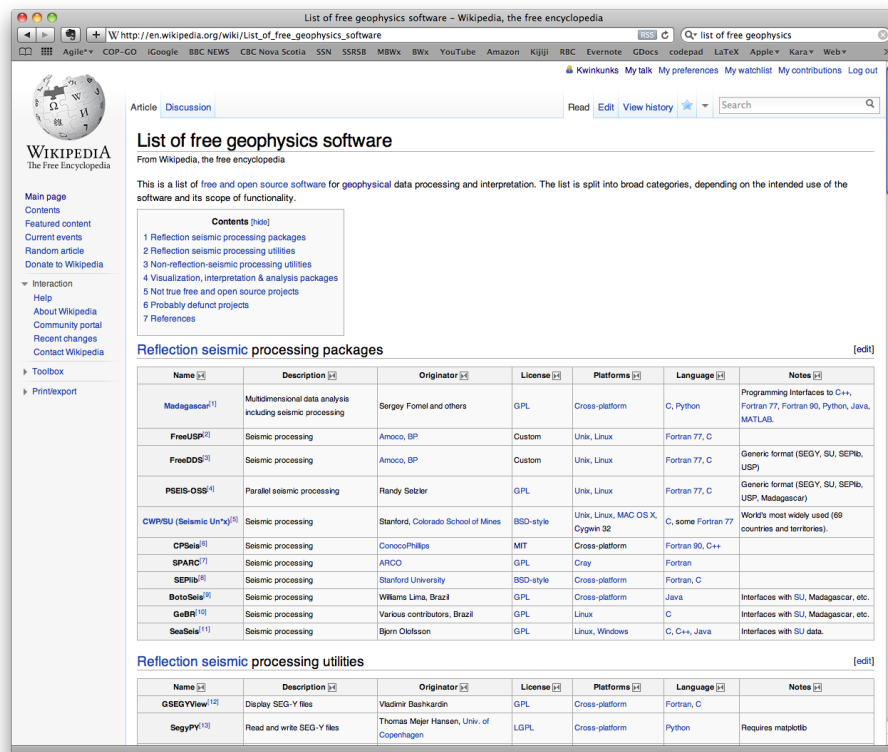 List of free geophysics software – Wikipedia, the free encyclopedia
http://en.wikipedia.org/wiki/List_of_free_geophysics_software RSS list of free geophysics
Agile*▾ COP-GO iGoogle BBC NEWS CBC Nova Scotia SSN SSRSB MBWx BWx YouTube Amazon Kijiji RBC Evernote GDocs codepad LaTeX Apple▾ Kara▾ Web▾
Kwinkunks My talk My preferences My watchlist My contributions Log out
Article Discussion Read Edit View history Search
WIKIPEDIA
The Free Encyclopedia
Main page
Contents
Featured content
Current events
Random article
Donate to Wikipedia
Interaction
Help
About Wikipedia
Community portal
Recent changes
Contact Wikipedia
Toolbox
Print/export
List of free geophysics software
From Wikipedia, the free encyclopedia
This is a list of free and open source software for geophysical data processing and interpretation. The list is split into broad categories, depending on the intended use of the
software and its scope of functionality.
Contents [hide]
1 Reflection seismic processing packages
2 Reflection seismic processing utilities
3 Non-reflection-seismic processing utilities
4 Visualization, interpretation & analysis packages
5 Not true free and open source projects
6 Probably defunct projects
7 References
Reflection seismic processing packages [edit]
Name Description Originator License Platforms Language Notes
Madagascar[1] Multidimensional data analysis including seismic processing Sergey Fomel and others GPL Cross-platform C, Python Programming Interfaces to C++, Fortran 77, Fortran 90, Python, Java, MATLAB.
FreeUSP[2] Seismic processing Amoco, BP Custom Unix, Linux Fortran 77, C
FreeDDS[3] Seismic processing Amoco, BP Custom Unix, Linux Fortran 77, C Generic format (SEGY, SU, SEPlib, USP)
PSEIS-OSS[4] Parallel seismic processing Randy Selzler GPL Unix, Linux Fortran 77, C Generic format (SEGY, SU, SEPlib, USP, Madagascar)
CWP/SU (Seismic Un*x)[5] Seismic processing Stanford, Colorado School of Mines BSD-style Unix, Linux, MAC OS X, Cygwin 32 C, some Fortran 77 World's most widely used (69 countries and territories).
CPSeis[6] Seismic processing ConocoPhillips MIT Cross-platform Fortran 90, C++
SPARC[7] Seismic processing ARCO GPL Cray Fortran
SEPlib[8] Seismic processing Stanford University BSD-style Cross-platform Fortran, C
BotoSeis[9] Seismic processing Williams Lima, Brazil GPL Cross-platform Java Interfaces with SU, Madagascar, etc.
GeBR[10] Seismic processing Various contributors, Brazil GPL Linux C Interfaces with SU, Madagascar, etc.
SeaSeis[11] Seismic processing Bjorn Olofsson GPL Linux, Windows C, C++, Java Interfaces with SU data.
Reflection seismic processing utilities [edit]
Name Description Originator License Platforms Language Notes
GSEGYView[12] Display SEG-Y files Vladimir Bashkardin GPL Cross-platform Fortran, C
SegyPY[13] Read and write SEG-Y files Thomas Mejer Hansen, Univ. of Copenhagen LGPL Cross-platform Python Requires matplotlib